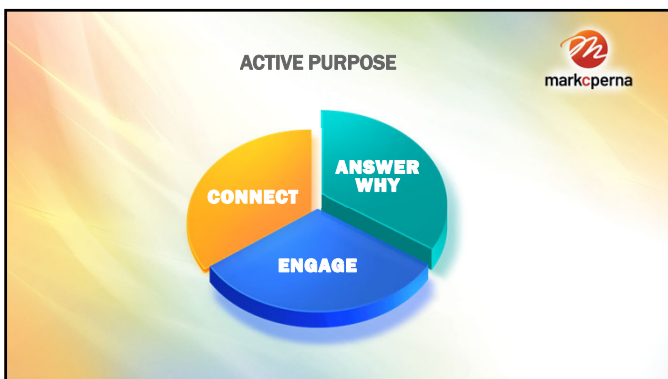 ACTIVE PURPOSE
markcperna
ANSWER
WHY
CONNECT
ENGAGE